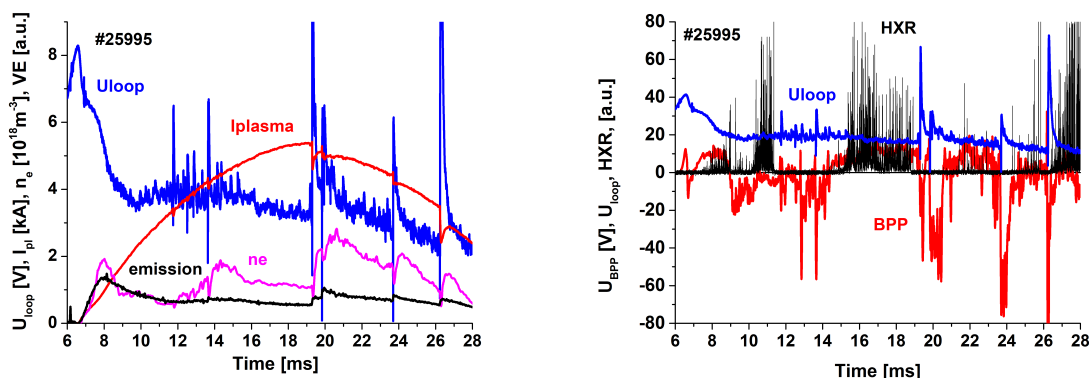 #25995
Uloop
Iplasma
emission
ne
U_loop [V], I_pl [kA], n_e [10^18 m^-3], VE [a.u.]
0
2
4
6
8
6 8 10 12 14 16 18 20 22 24 26 28
Time [ms]
#25995
HXR
Uloop
BPP
U_BPP [V], U_loop, HXR, [a.u.]
80
60
40
20
0
-20
-40
-60
-80
6 8 10 12 14 16 18 20 22 24 26 28
Time [ms]